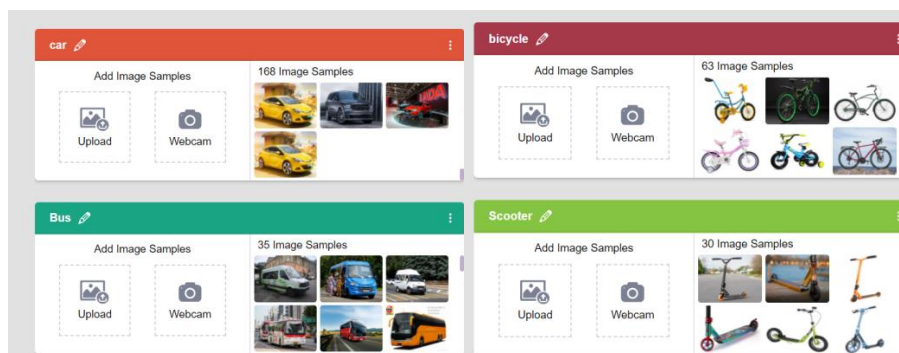 car
Add Image Samples
Upload
Webcam
168 Image Samples
bicycle
Add Image Samples
Upload
Webcam
63 Image Samples
Bus
Add Image Samples
Upload
Webcam
35 Image Samples
Scooter
Add Image Samples
Upload
Webcam
30 Image Samples